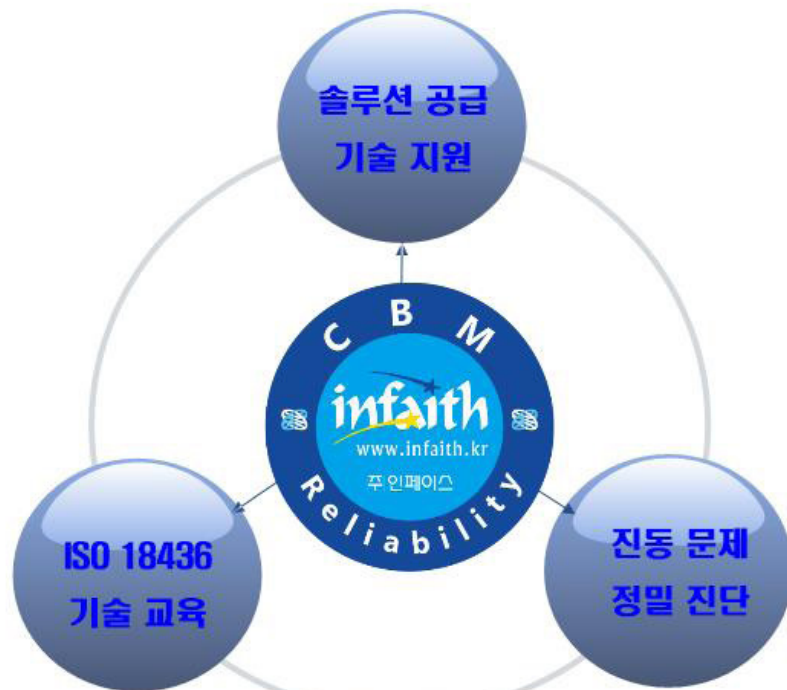 솔루션 공급
기술 지원
C B M
infaith
www.infaith.kr
주인페이스
Reliability
ISO 18436
기술 교육
진동 문제
정밀 진단